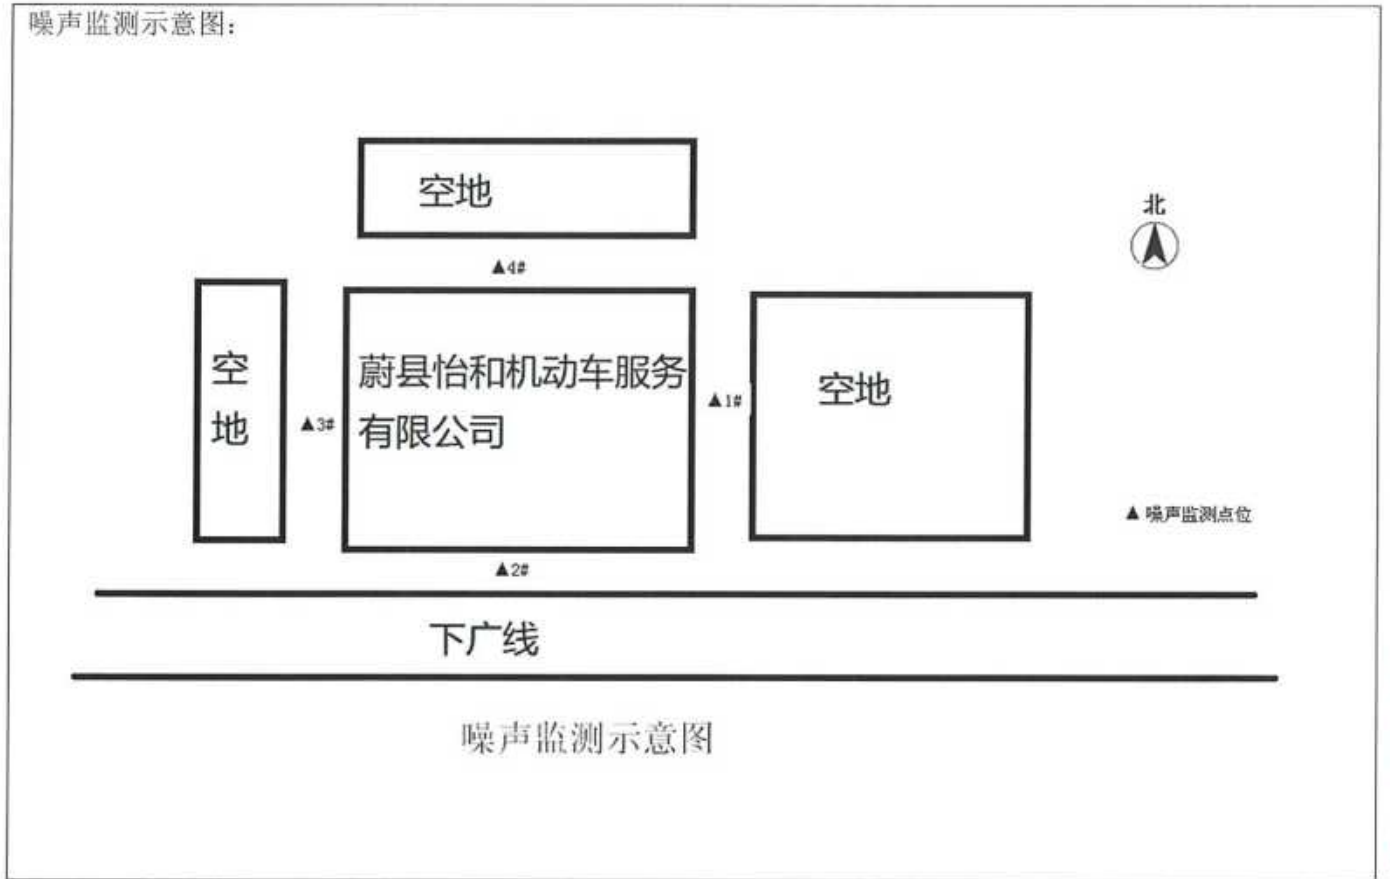 噪声监测示意图：
空地
北
▲4#
空
地
▲3#
蔚县怡和机动车服务
有限公司
▲1#
空地
▲ 噪声监测点位
▲2#
下广线
噪声监测示意图